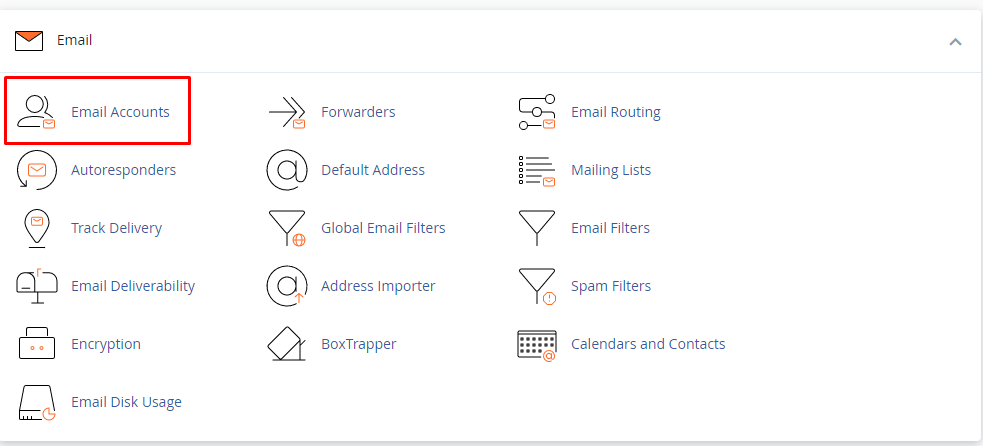 Email
Email Accounts
Forwarders
Email Routing
Autoresponders
Default Address
Mailing Lists
Track Delivery
Global Email Filters
Email Filters
Email Deliverability
Address Importer
Spam Filters
Encryption
BoxTrapper
Calendars and Contacts
Email Disk Usage